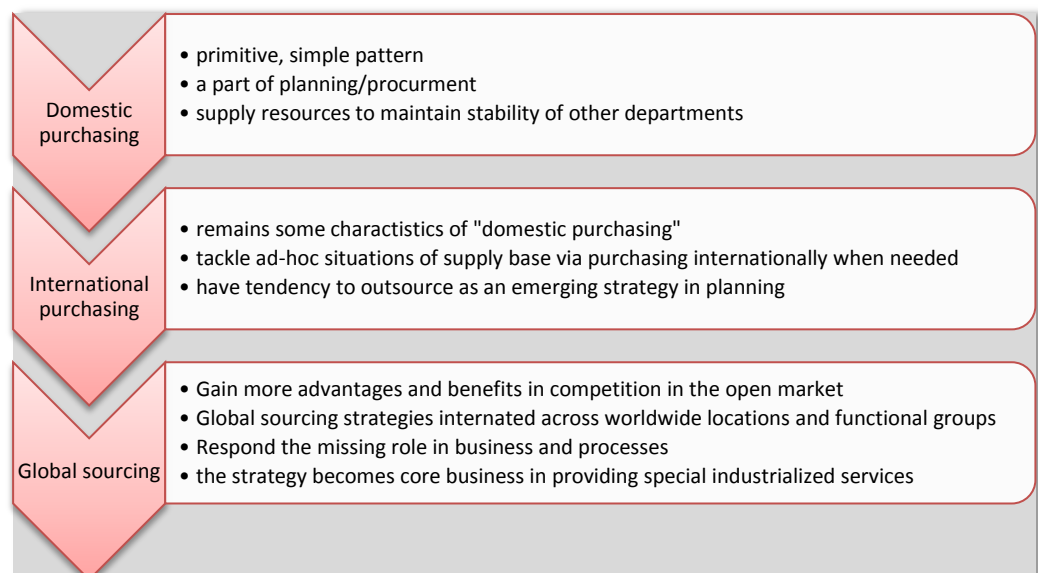 Domestic
purchasing
• primitive, simple pattern
• a part of planning/procurment
• supply resources to maintain stability of other departments
International
purchasing
• remains some charactistics of "domestic purchasing"
• tackle ad-hoc situations of supply base via purchasing internationally when needed
• have tendency to outsource as an emerging strategy in planning
Global sourcing
• Gain more advantages and benefits in competition in the open market
• Global sourcing strategies internated across worldwide locations and functional groups
• Respond the missing role in business and processes
• the strategy becomes core business in providing special industrialized services